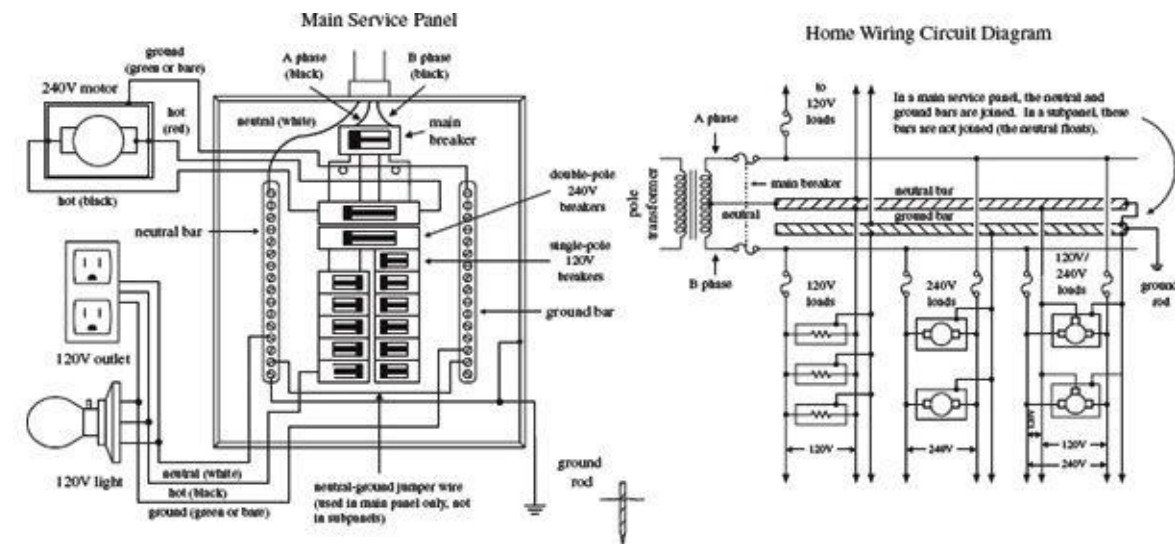 Main Service Panel
ground
(green or bare)
A phase
(black)
B phase
(black)
240V motor
hot
(red)
neutral (white)
main
breaker
hot (black)
double-pole
240V
breakers
neutral bar
single-pole
120V
breakers
ground bar
120V outlet
120V light
neutral (white)
hot (black)
ground (green or bare)
neutral-ground jumper wire
(used in main panel only, not
in subpanels)
ground
rod
Home Wiring Circuit Diagram
to
120V
loads
In a main service panel, the neutral and
ground bars are joined. In a subpanel, these
bars are not joined (the neutral floats).
A phase
main breaker
neutral bar
pole
transformer
neutral
ground bar
B phase
120V
loads
240V
loads
120V/
240V
loads
ground
rod
120V
240V
120V
120V
240V